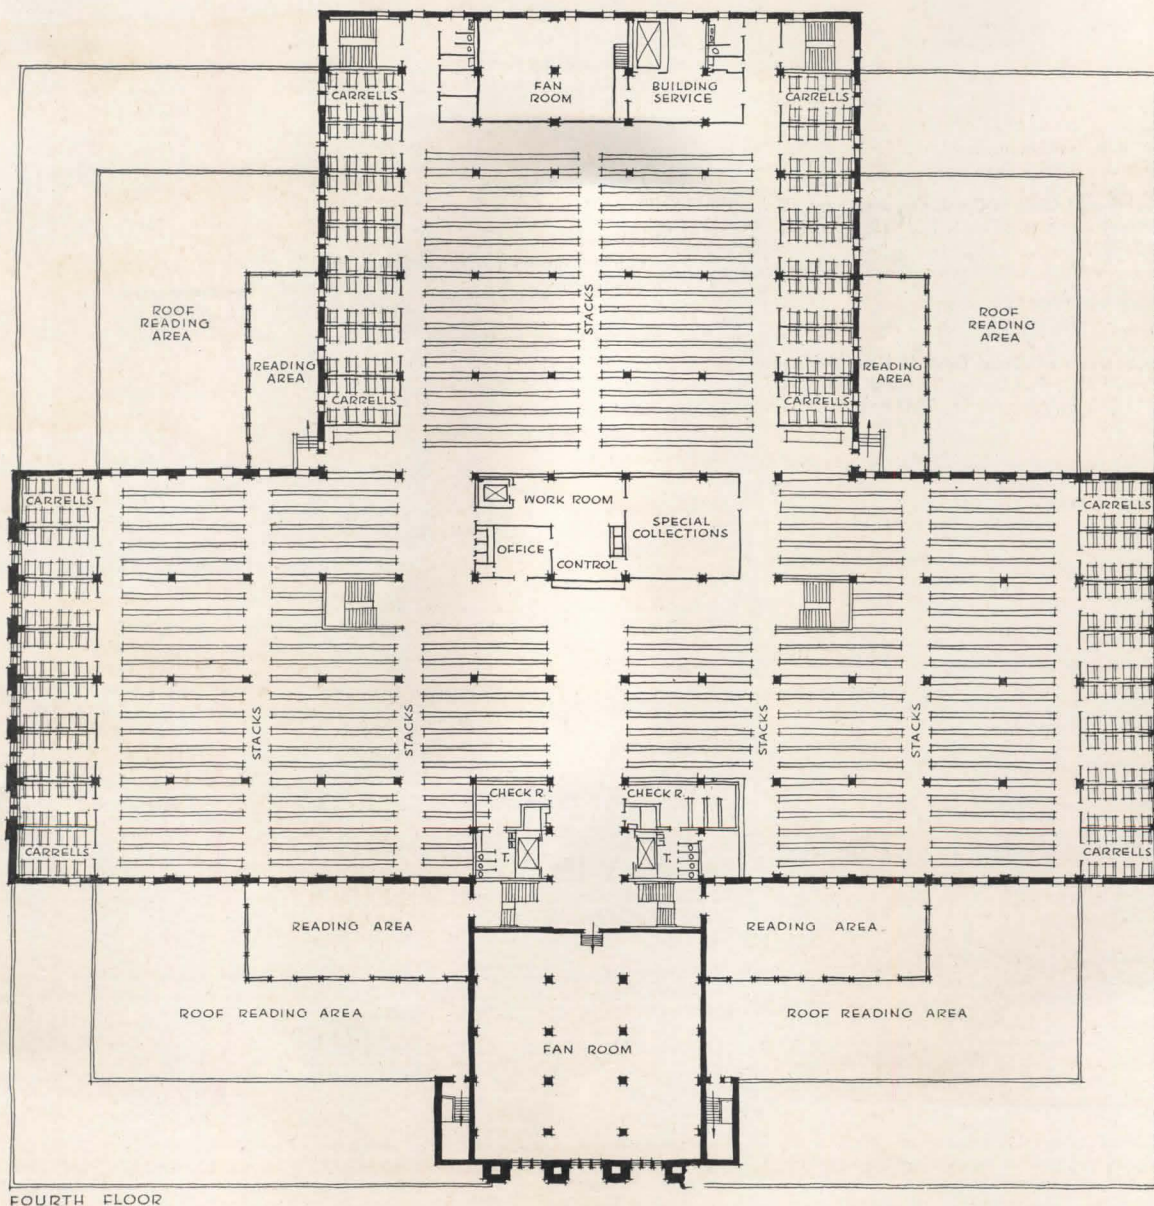 FAN
ROOM
BUILDING
SERVICE
CARRELLS
CARRELLS
STACKS
ROOF
READING
AREA
READING
AREA
READING
AREA
ROOF
READING
AREA
CARRELLS
CARRELLS
CARRELLS
WORK ROOM
SPECIAL
COLLECTIONS
OFFICE
CONTROL
CARRELLS
STACKS
STACKS
STACKS
STACKS
CHECK R.
CHECK R.
T.
T.
CARRELLS
CARRELLS
READING AREA
READING AREA
ROOF READING AREA
ROOF READING AREA
FAN ROOM
FOURTH FLOOR